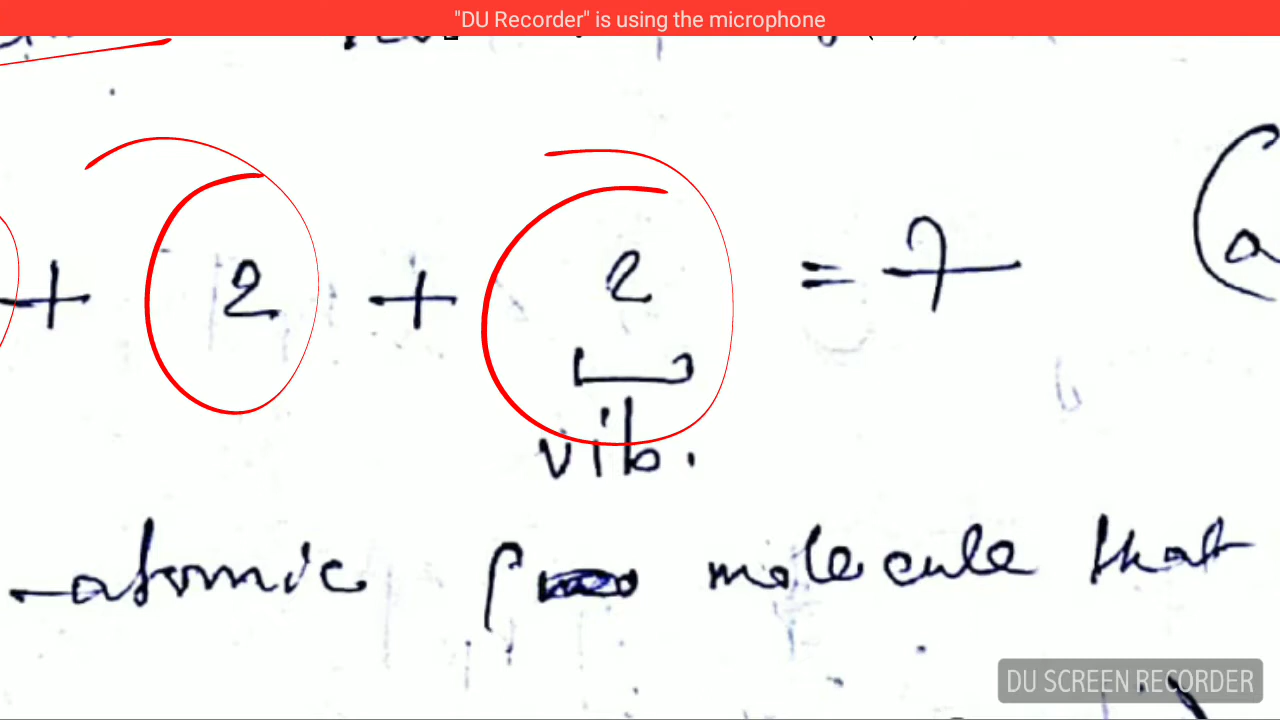 "DU Recorder" is using the microphone
+ 2 + 2 = 7 (a
vib.
-atomic molecule that
DU SCREEN RECORDER